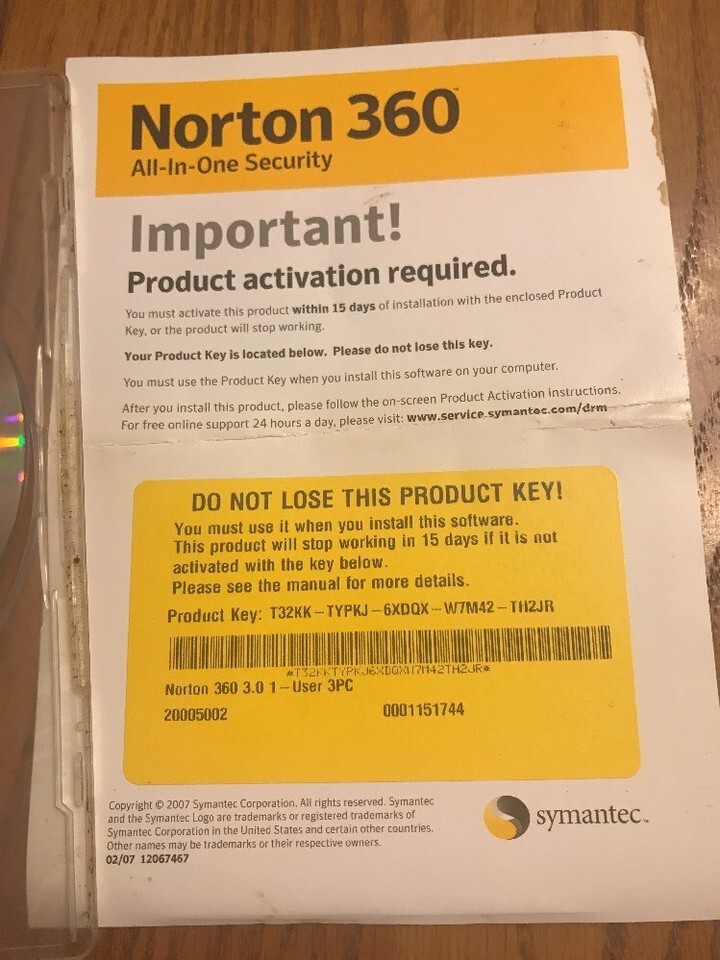 Norton 360™
All-In-One Security
Important!
Product activation required.
You must activate this product within 15 days of installation with the enclosed Product
Key, or the product will stop working.
Your Product Key is located below. Please do not lose this key.
You must use the Product Key when you install this software on your computer.
After you install this product, please follow the on-screen Product Activation instructions.
For free online support 24 hours a day, please visit: www.service.symantec.com/drm
DO NOT LOSE THIS PRODUCT KEY!
You must use it when you install this software.
This product will stop working in 15 days if it is not
activated with the key below.
Please see the manual for more details.
Product Key: T32KK-TYPKJ-6XDQX-W7M42-TH2JR
*T32KKTYPKJ6XDQXW7M42TH2JR*
Norton 360 3.0 1-User 3PC
20005002 0001151744
Copyright © 2007 Symantec Corporation. All rights reserved. Symantec
and the Symantec Logo are trademarks or registered trademarks of
Symantec Corporation in the United States and certain other countries.
Other names may be trademarks or their respective owners.
02/07 12067467
symantec™